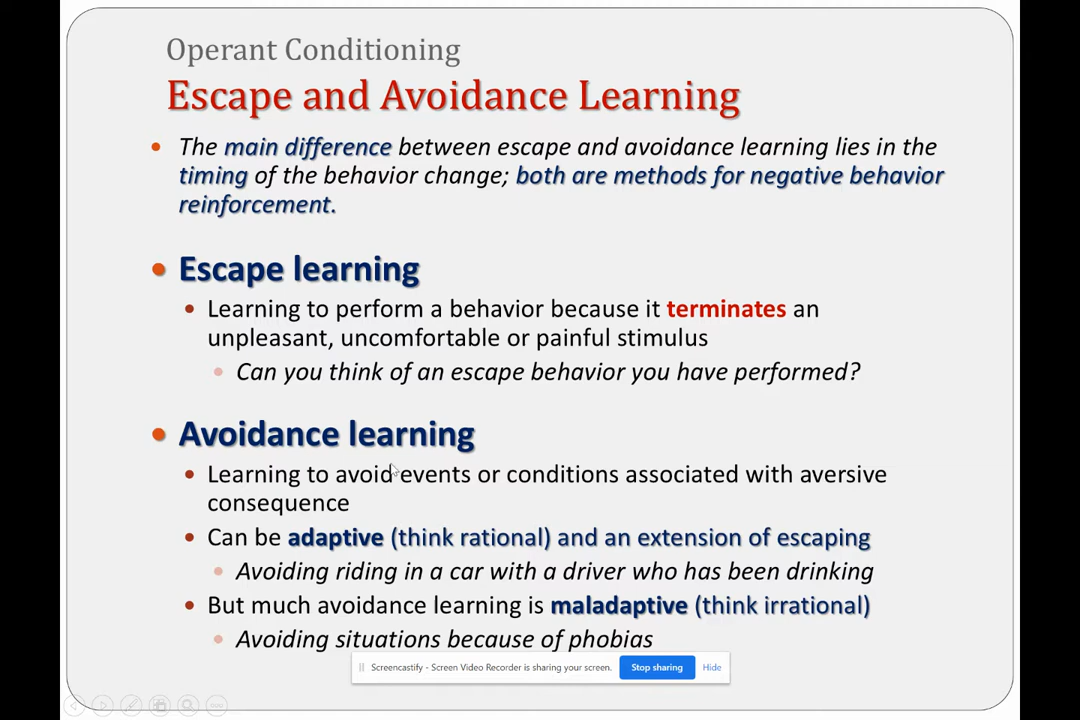 Operant Conditioning
Escape and Avoidance Learning
• The main difference between escape and avoidance learning lies in the
timing of the behavior change; both are methods for negative behavior
reinforcement.
• Escape learning
• Learning to perform a behavior because it terminates an
unpleasant, uncomfortable or painful stimulus
• Can you think of an escape behavior you have performed?
• Avoidance learning
• Learning to avoid events or conditions associated with aversive
consequence
• Can be adaptive (think rational) and an extension of escaping
• Avoiding riding in a car with a driver who has been drinking
• But much avoidance learning is maladaptive (think irrational)
• Avoiding situations because of phobias
Screencastify - Screen Video Recorder is sharing your screen. Stop sharing Hide